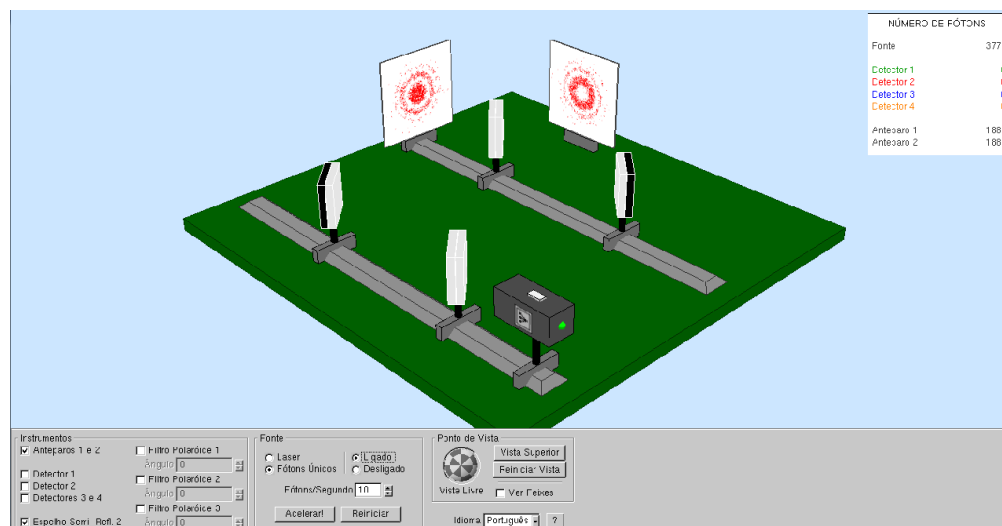 NÚMERO DE FÓTONS
Fonte 377
Detector 1
Detector 2
Detector 3
Detector 4
Anteparo 1 188
Anteparo 2 188
Instrumentos
Anteparos 1 e 2
Detector 1
Detector 2
Detectores 3 e 4
Espelho Semi Refl. 2
Filtro Polaróide 1
Ângulo 0
Filtro Polaróide 2
Ângulo 0
Filtro Polaróide 3
Ângulo 0
Fonte
Laser
Fótons Únicos
Ligado
Desligado
Fótons/Segundo 10
Acelerar!
Reiniciar
Ponto de Vista
Vista Livre
Vista Superior
Reiniciar Vista
Ver Feixes
Idioma Português ?